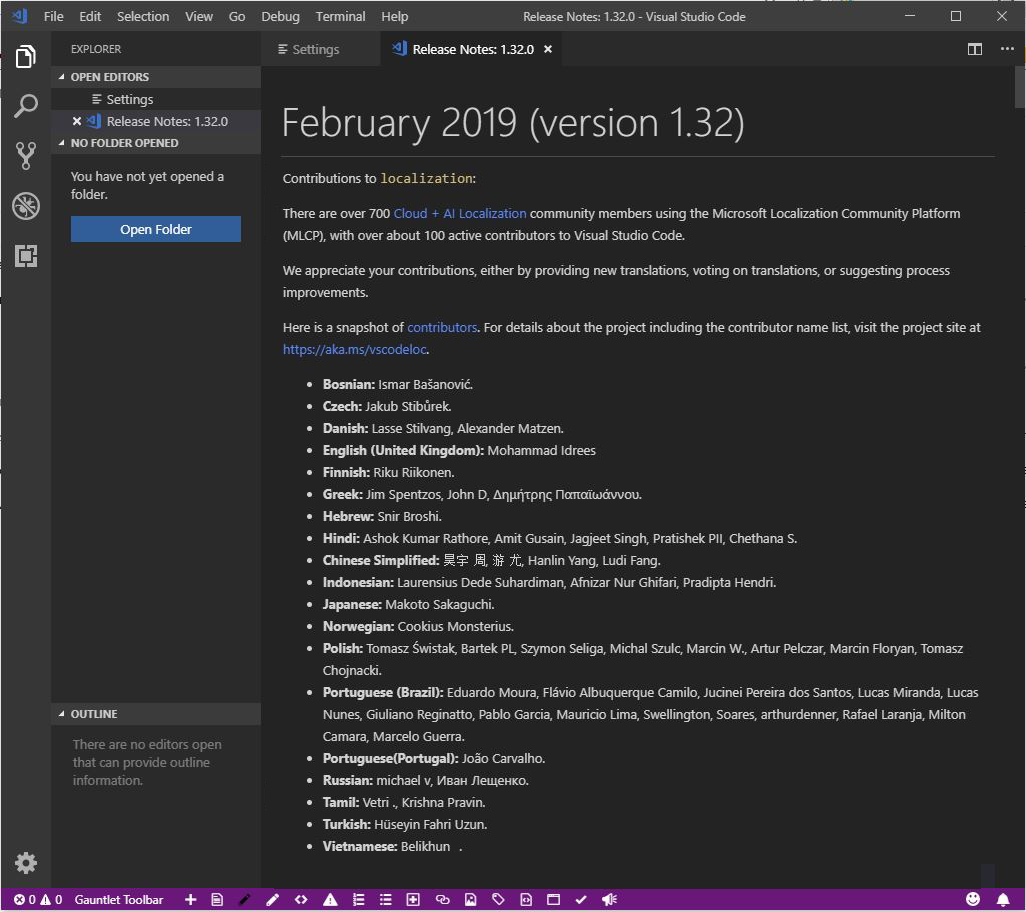 File Edit Selection View Go Debug Terminal Help
Release Notes: 1.32.0 - Visual Studio Code
EXPLORER
OPEN EDITORS
Settings
Release Notes: 1.32.0
NO FOLDER OPENED
You have not yet opened a
folder.
Open Folder
OUTLINE
There are no editors open
that can provide outline
information.
Settings
Release Notes: 1.32.0
February 2019 (version 1.32)
Contributions to localization:
There are over 700 Cloud + AI Localization community members using the Microsoft Localization Community Platform
(MLCP), with over about 100 active contributors to Visual Studio Code.
We appreciate your contributions, either by providing new translations, voting on translations, or suggesting process
improvements.
Here is a snapshot of contributors. For details about the project including the contributor name list, visit the project site at
https://aka.ms/vscodeloc.
Bosnian: Ismar Bašanović.
Czech: Jakub Stibůrek.
Danish: Lasse Stilvang, Alexander Matzen.
English (United Kingdom): Mohammad Idrees
Finnish: Riku Riikonen.
Greek: Jim Spentzos, John D, Δημήτρης Παπαϊωάννου.
Hebrew: Snir Broshi.
Hindi: Ashok Kumar Rathore, Amit Gusain, Jagjeet Singh, Pratishek PII, Chethana S.
Chinese Simplified: 昊宇 周, 游 尤, Hanlin Yang, Ludi Fang.
Indonesian: Laurensius Dede Suhardiman, Afnizar Nur Ghifari, Pradipta Hendri.
Japanese: Makoto Sakaguchi.
Norwegian: Cookius Monsterius.
Polish: Tomasz Świstak, Bartek PL, Szymon Seliga, Michal Szulc, Marcin W., Artur Pelczar, Marcin Floryan, Tomasz
Chojnacki.
Portuguese (Brazil): Eduardo Moura, Flávio Albuquerque Camilo, Jucinei Pereira dos Santos, Lucas Miranda, Lucas
Nunes, Giuliano Reginatto, Pablo Garcia, Mauricio Lima, Swellington, Soares, arthurdenner, Rafael Laranja, Milton
Camara, Marcelo Guerra.
Portuguese(Portugal): João Carvalho.
Russian: michael v, Иван Лещенко.
Tamil: Vetri ., Krishna Pravin.
Turkish: Hüseyin Fahri Uzun.
Vietnamese: Belikhun .
0 0 Gauntlet Toolbar